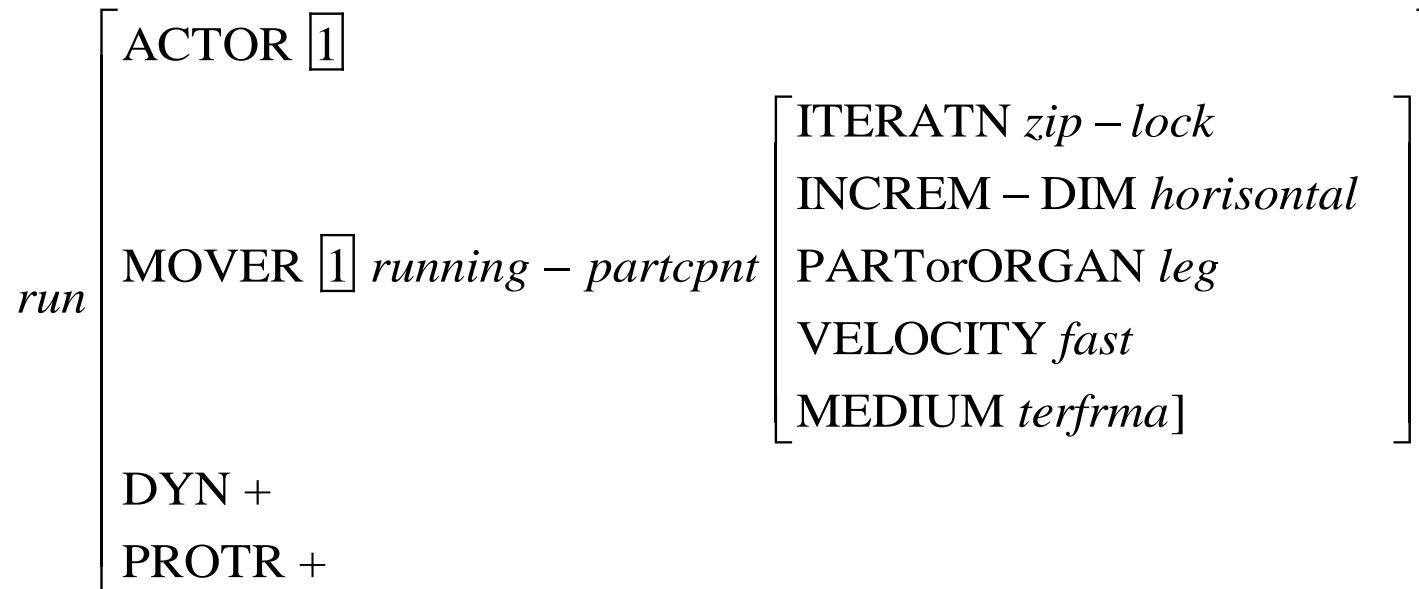 ACTOR 1
ITERATN zip – lock
INCREM – DIM horisontal
run MOVER 1 running – partcpnt PARTorORGAN leg
VELOCITY fast
MEDIUM terfrma]
DYN +
PROTR +